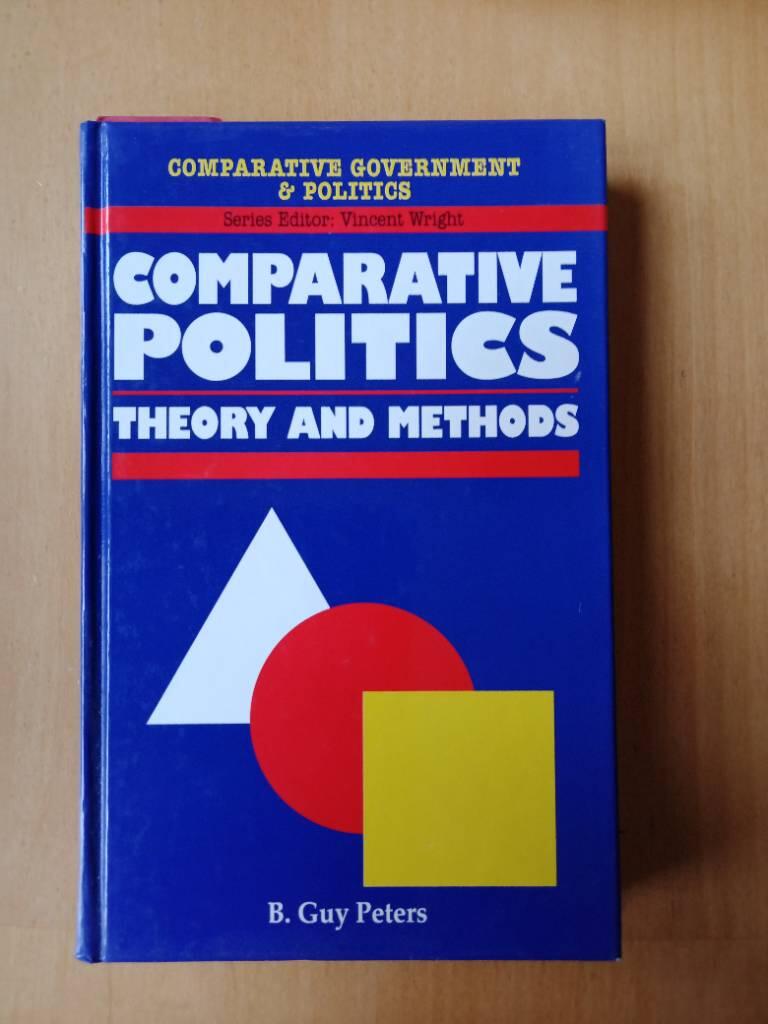 COMPARATIVE GOVERNMENT
& POLITICS
Series Editor: Vincent Wright
COMPARATIVE
POLITICS
THEORY AND METHODS
B. Guy Peters